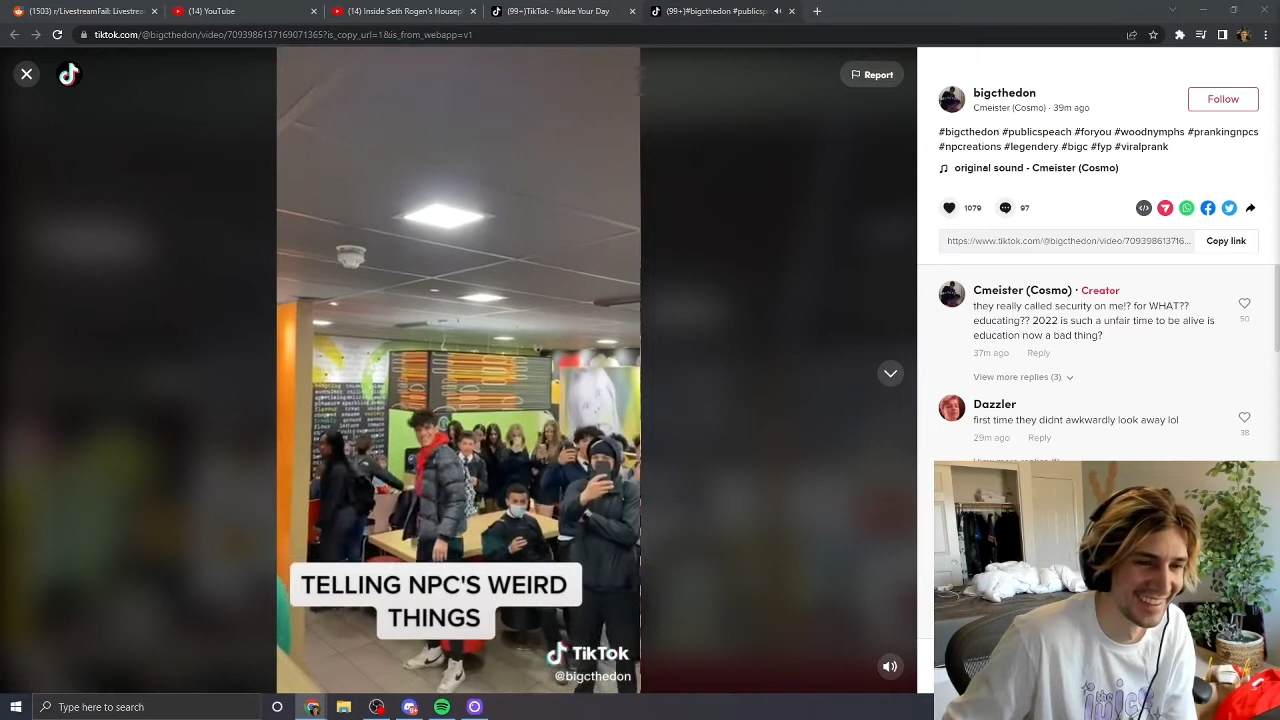 (1503) r/LivestreamFail: Livestrea
(14) YouTube
(14) Inside Seth Rogen's House
(99+)TikTok - Make Your Day
(99+)#bigcthedon #publicsp
tiktok.com/@bigcthedon/video/7093986137169071365?is_copy_url=1&is_from_webapp=v1
Report
bigcthedon
Cmeister (Cosmo) · 39m ago
Follow
#bigcthedon #publicspeach #foryou #woodnymphs #prankingnpcs
#npcreations #legendery #bigc #fyp #viralprank
original sound - Cmeister (Cosmo)
1079
97
https://www.tiktok.com/@bigcthedon/video/709398613716...
Copy link
Cmeister (Cosmo) · Creator
they really called security on me!? for WHAT??
educating?? 2022 is such a unfair time to be alive is
education now a bad thing?
50
37m ago
Reply
View more replies (3)
Dazzler
first time they didnt awkwardly look away lol
38
29m ago
Reply
TELLING NPC'S WEIRD
THINGS
TikTok
@bigcthedon
Type here to search